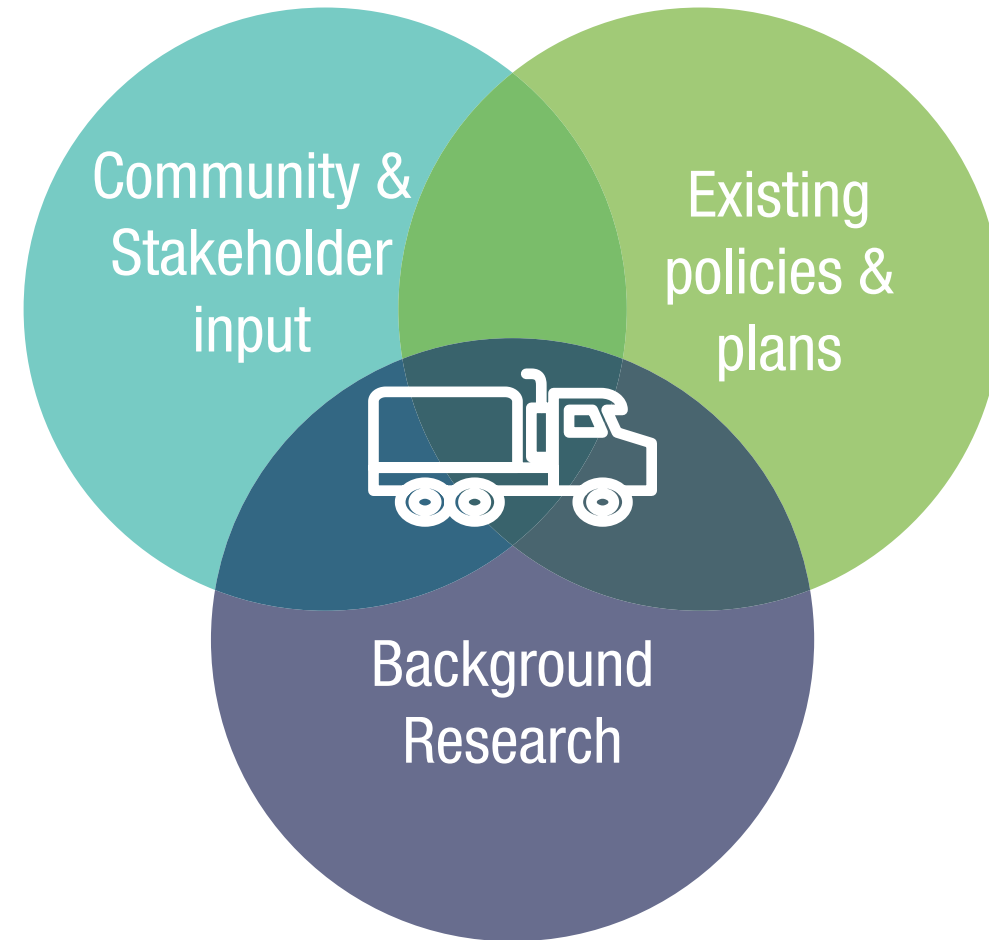 Community &
Stakeholder
input
Existing
policies &
plans
Background
Research